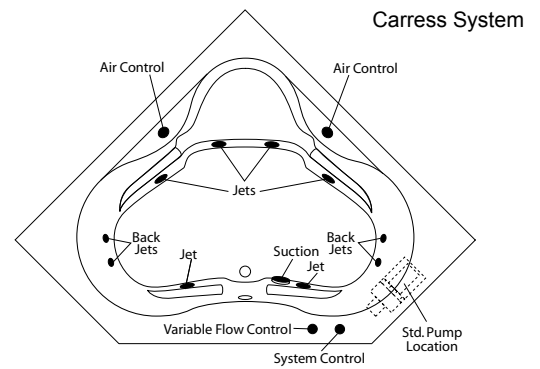 Carress System
Air Control
Air Control
Jets
Back
Jets
Back
Jets
Jet
Suction
Jet
Variable Flow Control
System Control
Std. Pump
Location